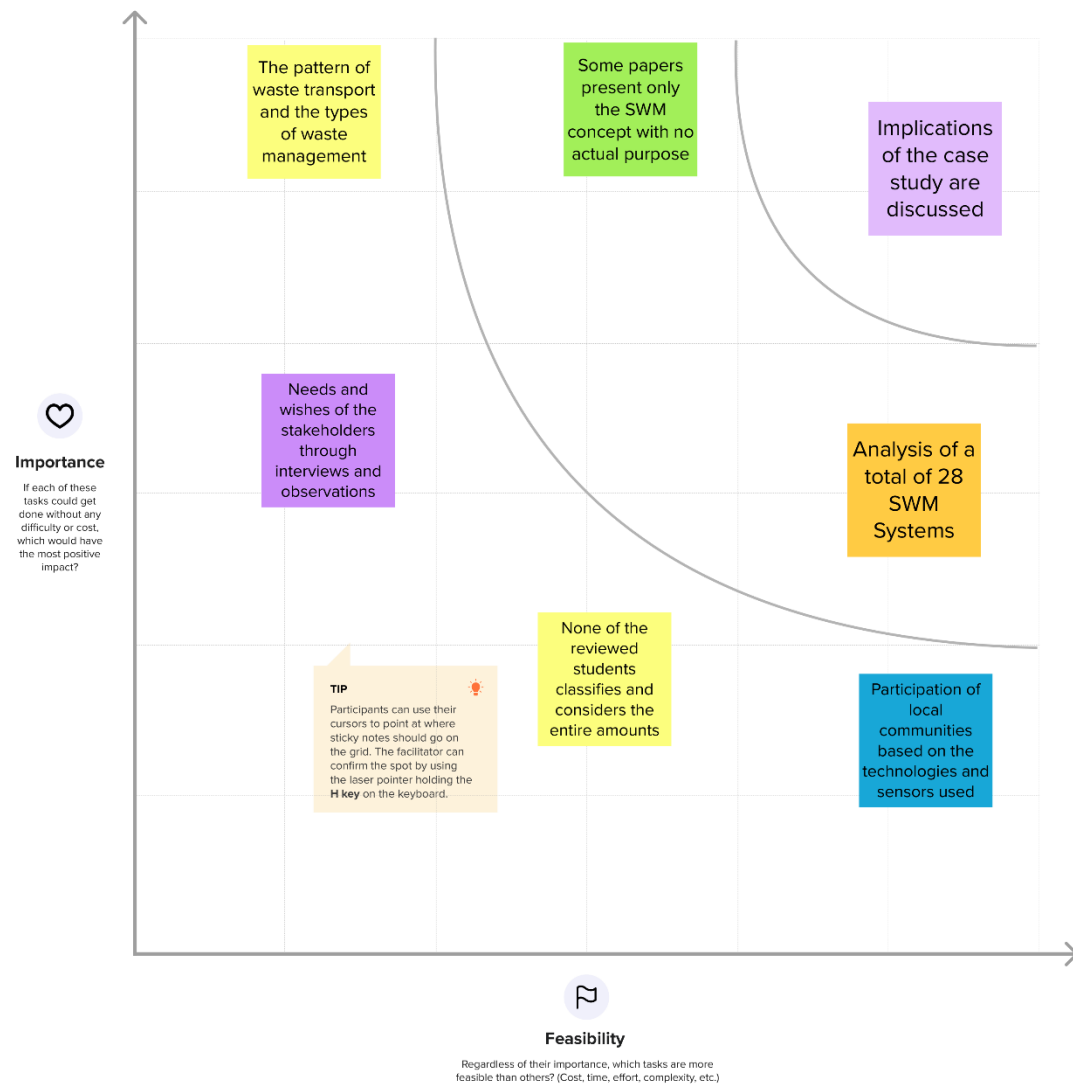 The pattern of
waste transport
and the types
of waste
management
Some papers
present only
the SWM
concept with no
actual purpose
Implications
of the case
study are
discussed
Needs and
wishes of the
stakeholders
through
interviews and
observations
Analysis of a
total of 28
SWM
Systems
Importance
If each of these
tasks could get
done without any
difficulty or cost,
which would have
the most positive
impact?
None of the
reviewed
students
classifies and
considers the
entire amounts
TIP
Participants can use their
cursors to point at where
sticky notes should go on
the grid. The facilitator can
confirm the spot by using
the laser pointer holding the
H key on the keyboard.
Participation of
local
communities
based on the
technologies and
sensors used
Feasibility
Regardless of their importance, which tasks are more
feasible than others? (Cost, time, effort, complexity, etc.)